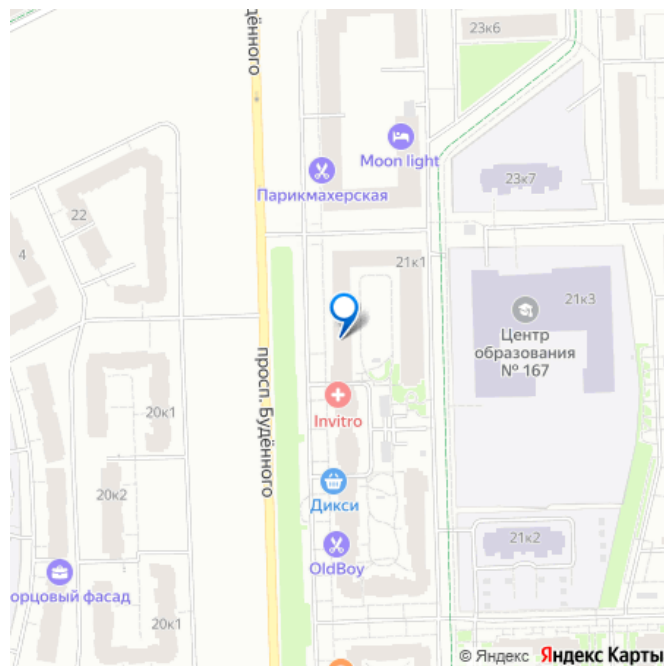 дённого
23к6
Moon light
Парикмахерская
23к7
22
4
21к1
21к3
Центр
образования
№ 167
просп. Будённого
Invitro
20к1
20к2
Дикси
21к2
OldBoy
орцовый фасад
20к1
© Яндекс Яндекс Карты